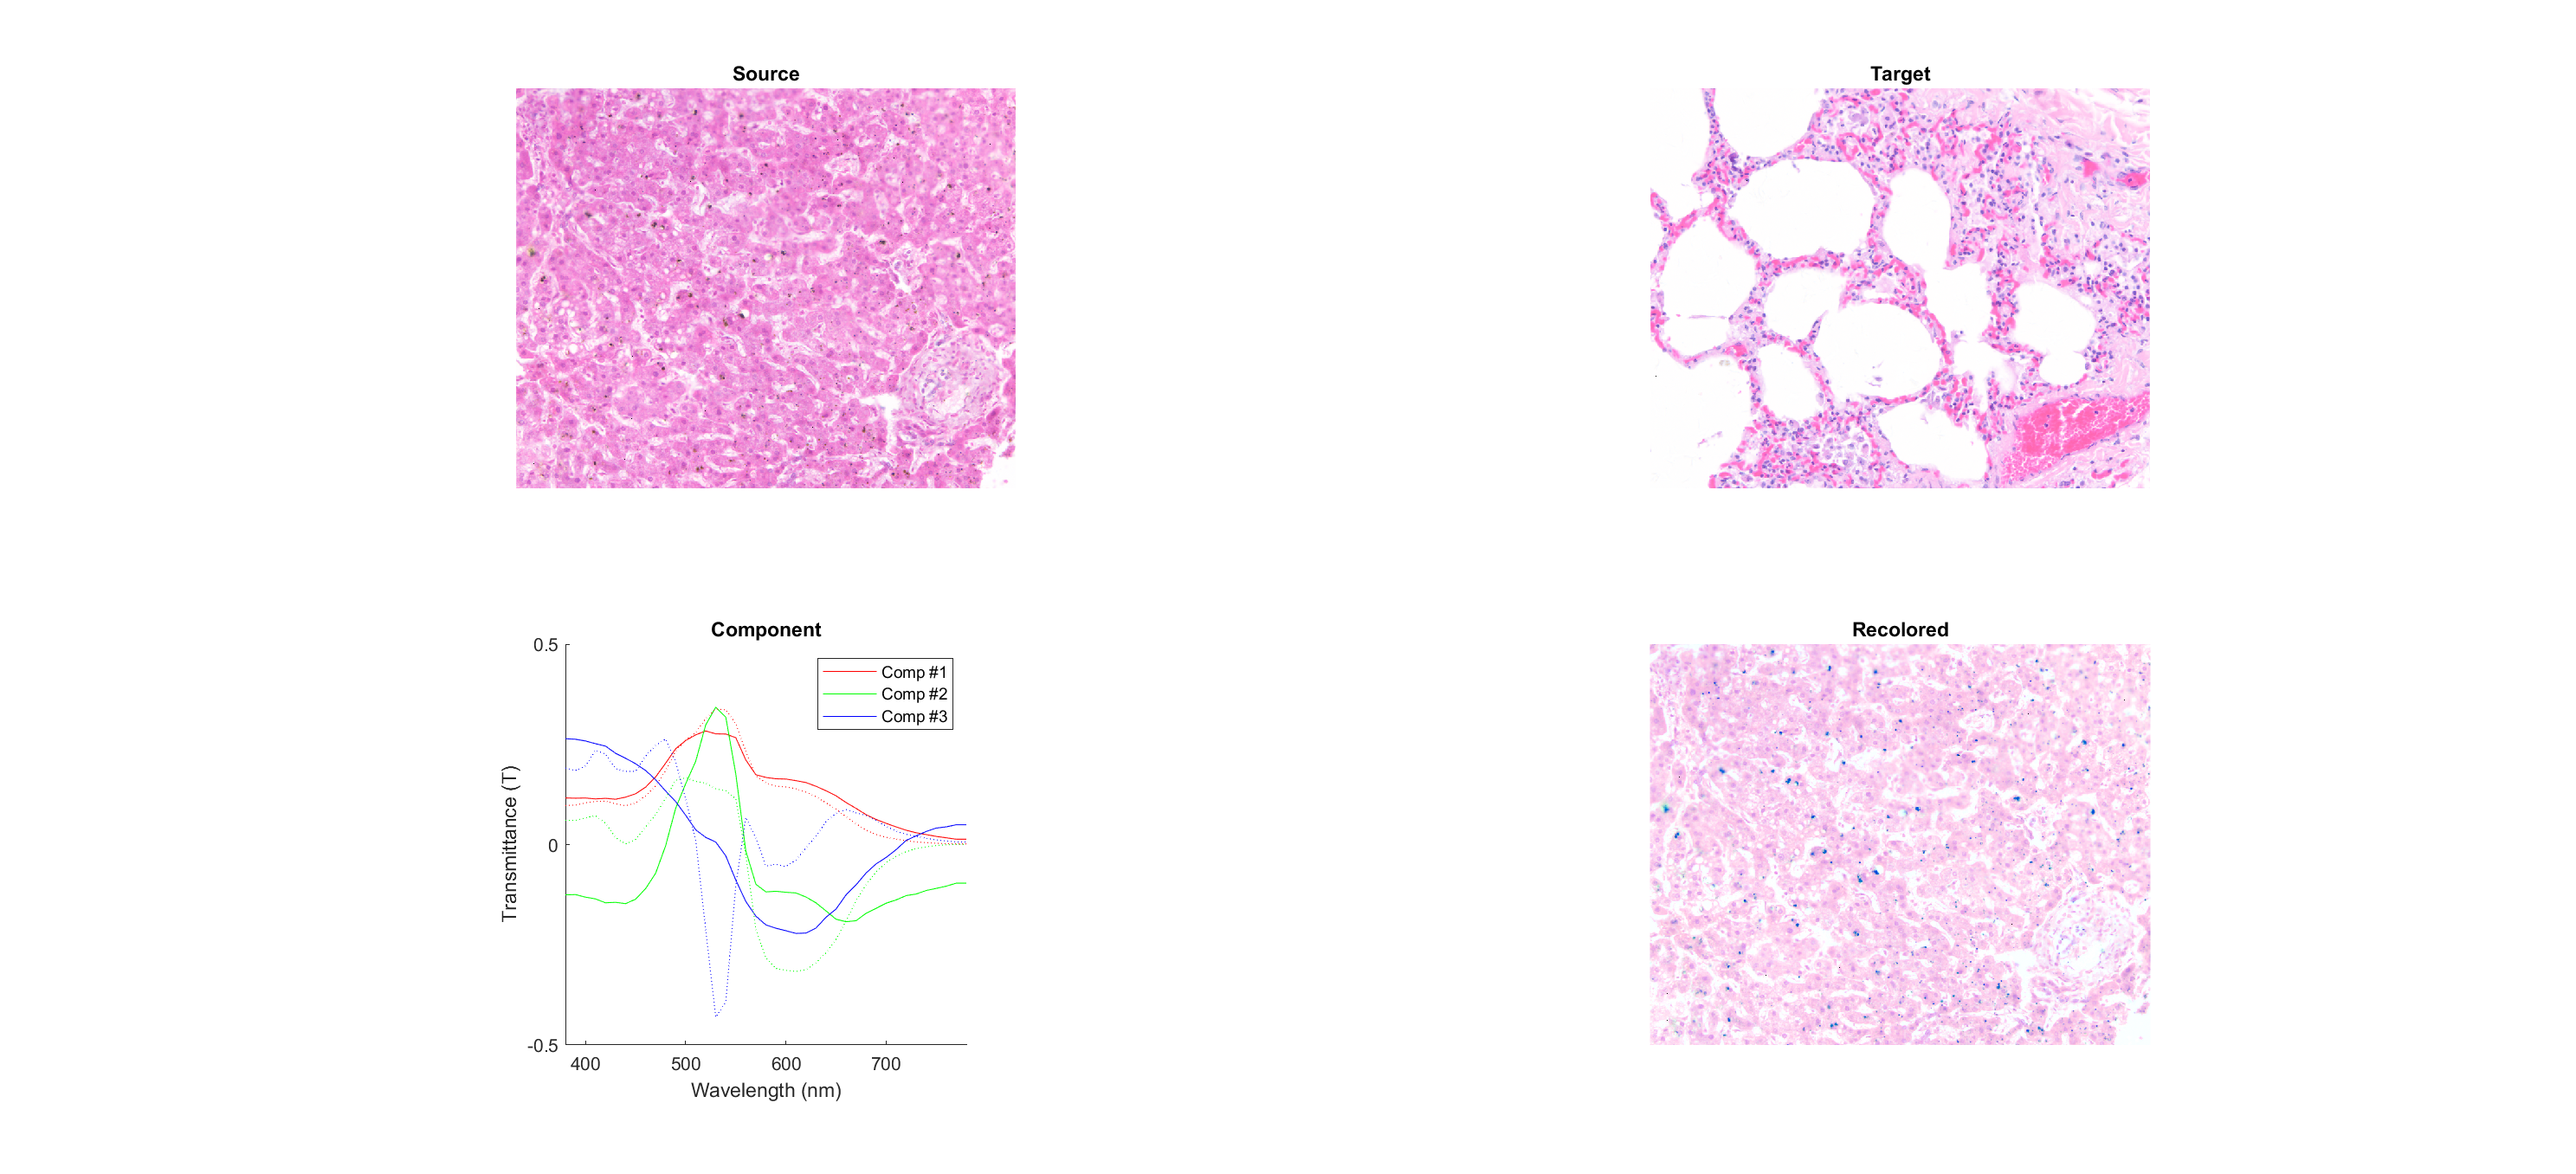 Source
Target
Component
0.5
0
-0.5
Transmittance (T)
Comp #1
Comp #2
Comp #3
400 500 600 700
Wavelength (nm)
Recolored